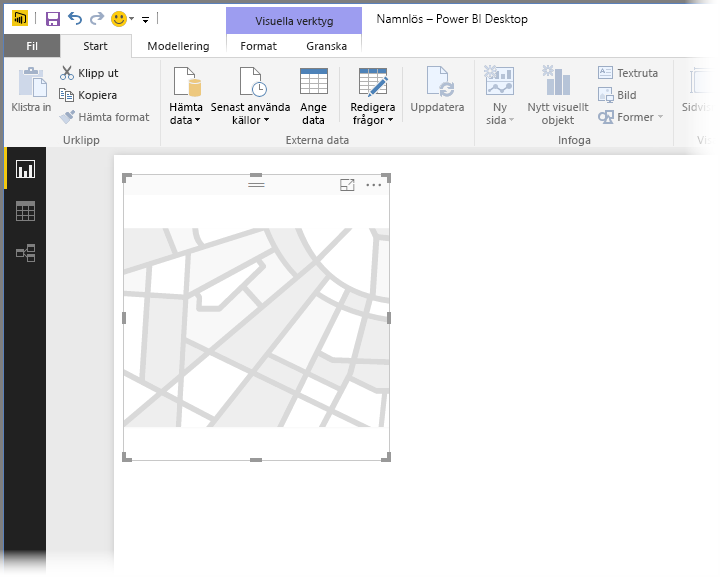 Visuella verktyg
Namnlös – Power BI Desktop
Fil
Start
Modellering
Format
Granska
Klistra in
Klipp ut
Kopiera
Hämta format
Urklipp
Hämta
data
Senast använda
källor
Ange
data
Redigera
frågor
Uppdatera
Externa data
Ny
sida
Nytt visuellt
objekt
Textruta
Bild
Former
Infoga